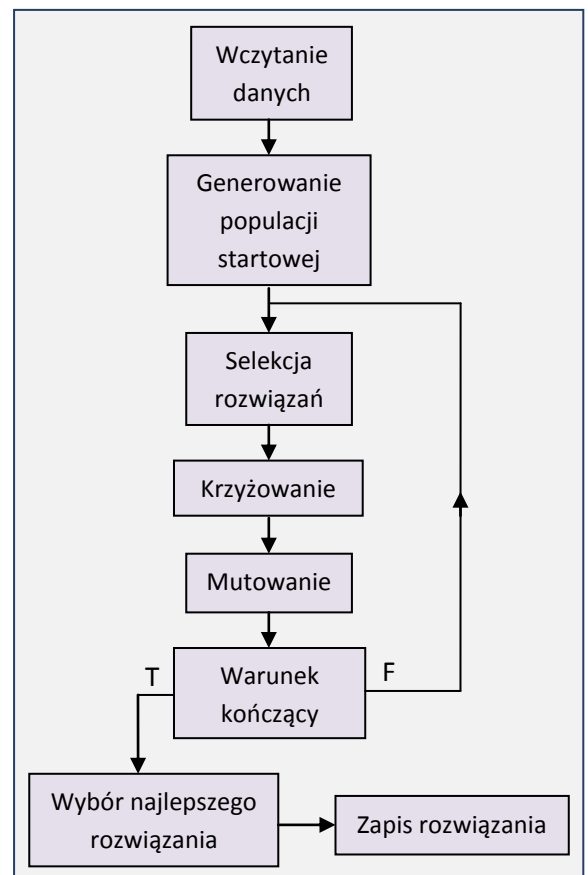 Wczytanie
danych
Generowanie
populacji
startowej
Selekcja
rozwiązań
Krzyżowanie
Mutowanie
T
Warunek
kończący
F
Wybór najlepszego
rozwiązania
Zapis rozwiązania